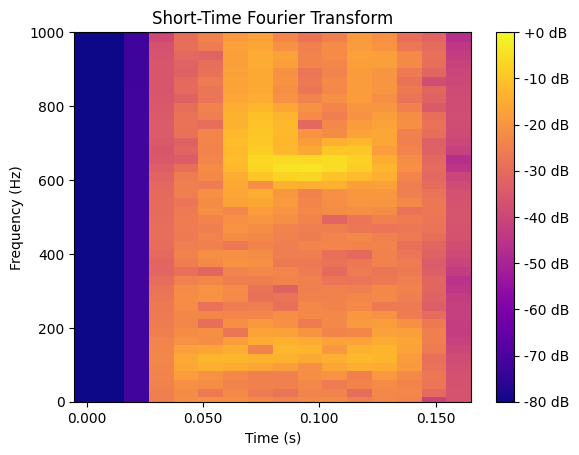 Short-Time Fourier Transform
1000
800
600
400
200
0
Frequency (Hz)
0.000
0.050
0.100
0.150
Time (s)
+0 dB
-10 dB
-20 dB
-30 dB
-40 dB
-50 dB
-60 dB
-70 dB
-80 dB